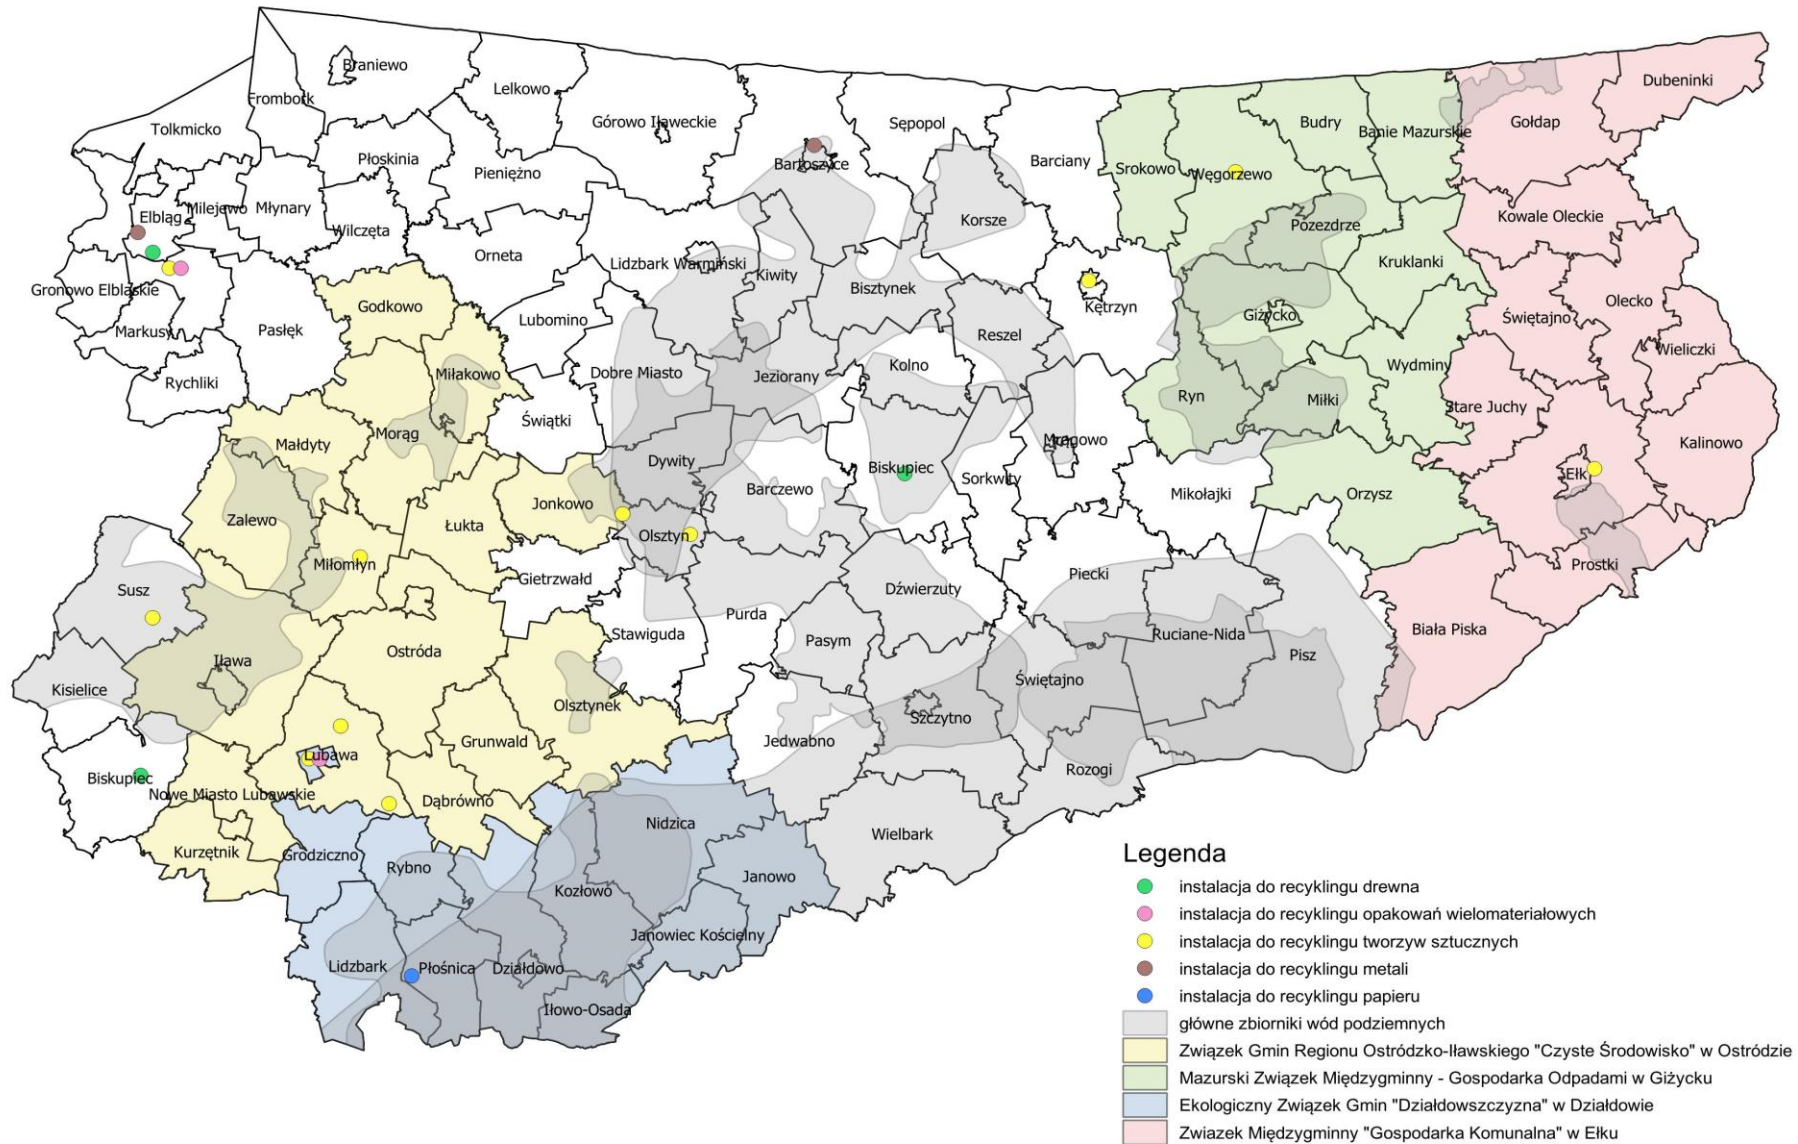 Braniewo
Lelkowo
Dubeninki
Frombork
Górowo Iławeckie
Sępopol
Budry
Gołdap
Tolkmicko
Banie Mazurskie
Płoskinia
Bartoszyce
Barciany
Pieniężno
Srokowo
Węgorzewo
Milejewo
Młynary
Elbląg
Korsze
Kowale Oleckie
Wilczęta
Pozezdrze
Orneta
Lidzbark Warmiński
Kiwity
Kruklanki
Gronowo Elbląskie
Bisztynek
Olecko
Godkowo
Kętrzyn
Lubomino
Giżycko
Świętajno
Markusy
Pasłęk
Reszel
Wieliczki
Rychliki
Miłakowo
Dobre Miasto
Jeziorany
Kolno
Wydminy
Ryn
Miłki
Stare Juchy
Świątki
Małdyty
Morąg
Mrągowo
Kalinowo
Dywity
Biskupiec
Ełk
Sorkwity
Barczewo
Mikołajki
Orzysz
Jonkowo
Zalewo
Łukta
Olsztyn
Miłomłyn
Prostki
Gietrzwałd
Piecki
Susz
Dźwierzuty
Purda
Biała Piska
Stawiguda
Ruciane-Nida
Pasym
Ostróda
Pisz
Iława
Świętajno
Kisielice
Olsztynek
Szczytno
Grunwald
Jedwabno
Lubawa
Rozogi
Biskupiec
Nowe Miasto Lubawskie
Dąbrówno
Nidzica
Wielbark
Kurzętnik
Grodziczno
Rybno
Janowo
Kozłowo
Janowiec Kościelny
Lidzbark
Płośnica
Działdowo
Iłowo-Osada
Legenda
instalacja do recyklingu drewna
instalacja do recyklingu opakowań wielomateriałowych
instalacja do recyklingu tworzyw sztucznych
instalacja do recyklingu metali
instalacja do recyklingu papieru
główne zbiorniki wód podziemnych
Związek Gmin Regionu Ostródzko-Iławskiego "Czyste Środowisko" w Ostródzie
Mazurski Związek Międzygminny - Gospodarka Odpadami w Giżycku
Ekologiczny Związek Gmin "Działdowszczyzna" w Działdowie
Zwiazek Międzygminny "Gospodarka Komunalna" w Ełku